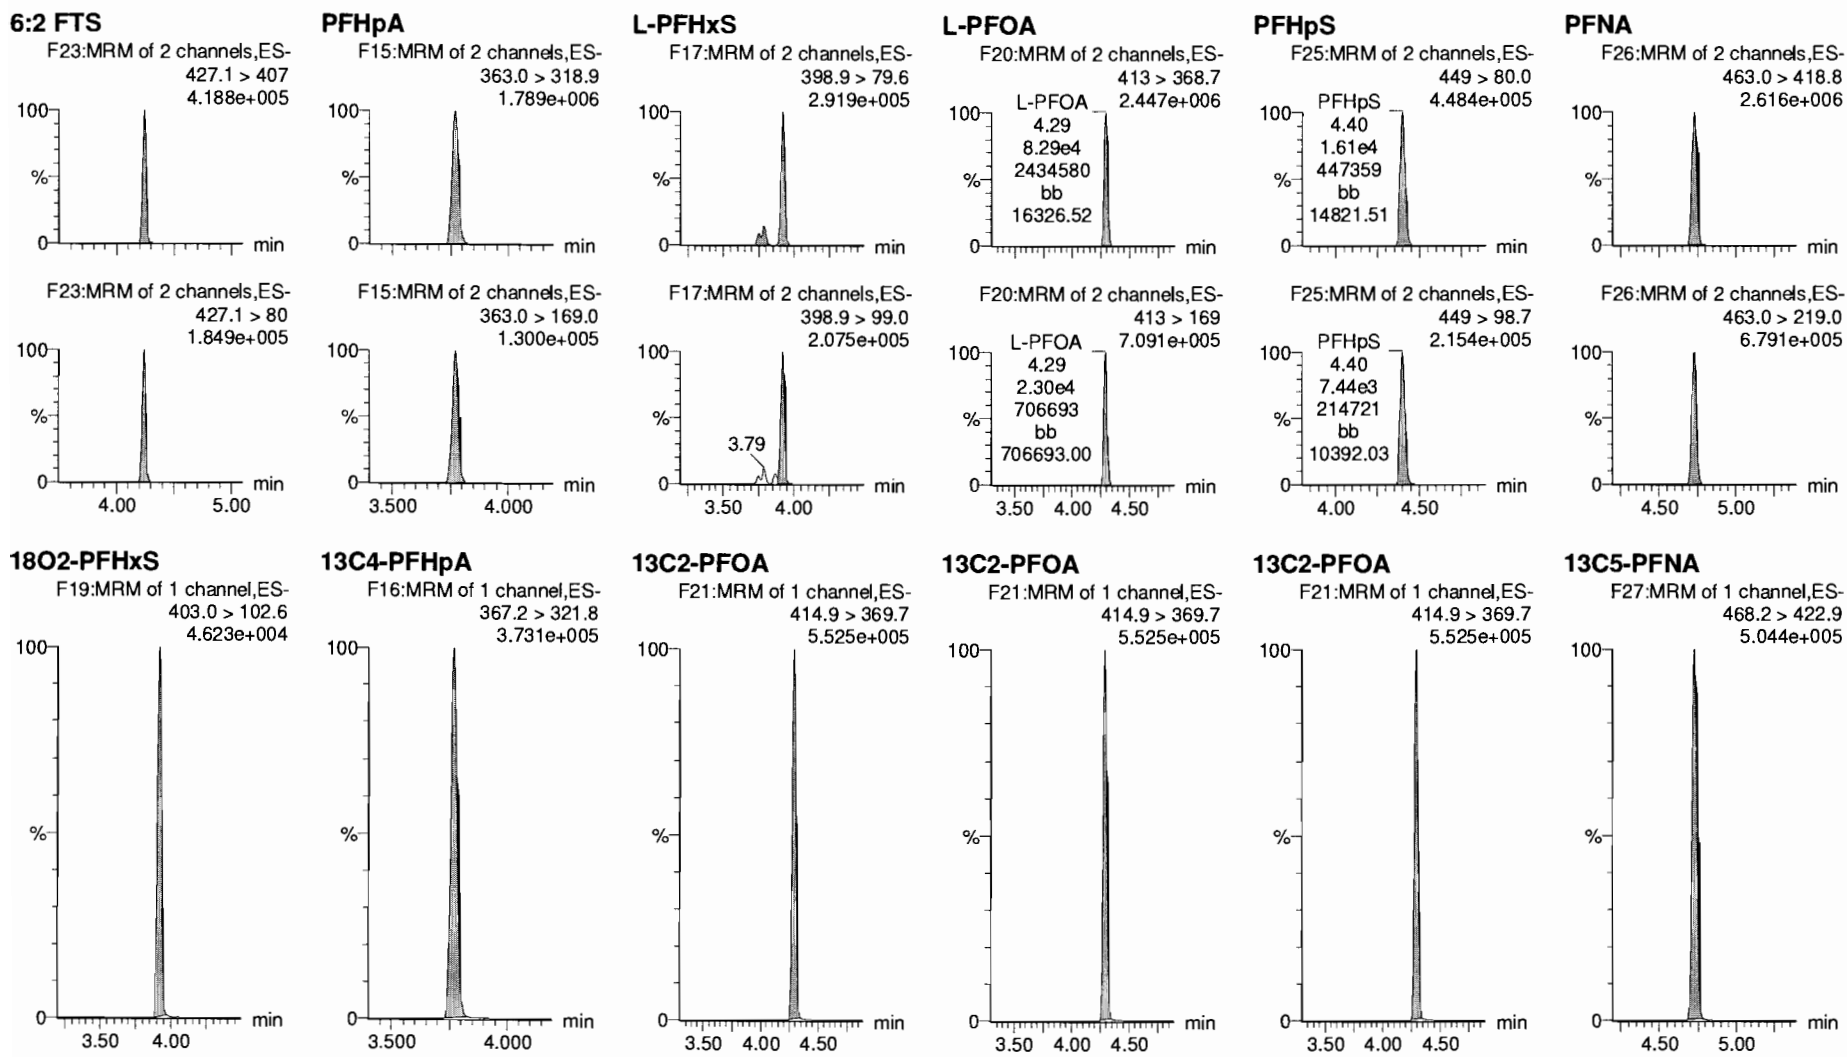 6:2 FTS
F23:MRM of 2 channels,ES-
427.1 > 407
4.188e+005
100
%
0
min
PFHpA
F15:MRM of 2 channels,ES-
363.0 > 318.9
1.789e+006
100
%
0
min
L-PFHxS
F17:MRM of 2 channels,ES-
398.9 > 79.6
2.919e+005
100
%
0
min
L-PFOA
F20:MRM of 2 channels,ES-
413 > 368.7
2.447e+006
100
L-PFOA
4.29
8.29e4
2434580
bb
16326.52
%
0
min
PFHpS
F25:MRM of 2 channels,ES-
449 > 80.0
4.484e+005
100
PFHpS
4.40
1.61e4
447359
bb
14821.51
%
0
min
PFNA
F26:MRM of 2 channels,ES-
463.0 > 418.8
2.616e+006
100
%
0
min
F23:MRM of 2 channels,ES-
427.1 > 80
1.849e+005
100
%
0
min
4.00 5.00
F15:MRM of 2 channels,ES-
363.0 > 169.0
1.300e+005
100
%
0
min
3.500 4.000
F17:MRM of 2 channels,ES-
398.9 > 99.0
2.075e+005
100
%
3.79
0
min
3.50 4.00
F20:MRM of 2 channels,ES-
413 > 169
7.091e+005
100
L-PFOA
4.29
2.30e4
706693
bb
706693.00
%
0
min
3.50 4.00 4.50
F25:MRM of 2 channels,ES-
449 > 98.7
2.154e+005
100
PFHpS
4.40
7.44e3
214721
bb
10392.03
%
0
min
4.00 4.50
F26:MRM of 2 channels,ES-
463.0 > 219.0
6.791e+005
100
%
0
min
4.50 5.00
18O2-PFHxS
F19:MRM of 1 channel,ES-
403.0 > 102.6
4.623e+004
100
%
0
min
3.50 4.00
13C4-PFHpA
F16:MRM of 1 channel,ES-
367.2 > 321.8
3.731e+005
100
%
0
min
3.500 4.000
13C2-PFOA
F21:MRM of 1 channel,ES-
414.9 > 369.7
5.525e+005
100
%
0
min
3.50 4.00 4.50
13C2-PFOA
F21:MRM of 1 channel,ES-
414.9 > 369.7
5.525e+005
100
%
0
min
3.50 4.00 4.50
13C2-PFOA
F21:MRM of 1 channel,ES-
414.9 > 369.7
5.525e+005
100
%
0
min
3.50 4.00 4.50
13C5-PFNA
F27:MRM of 1 channel,ES-
468.2 > 422.9
5.044e+005
100
%
0
min
4.50 5.00